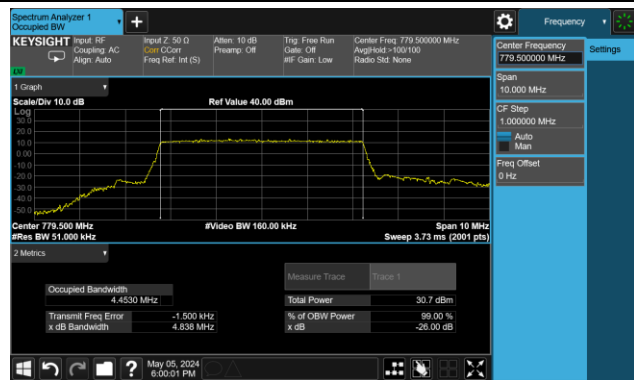 Spectrum Analyzer 1
Occupied BW
+
Frequency
KEYSIGHT
Input: RF
Coupling: AC
Align: Auto
Input Z: 50 Ω
Corr CCorr
Freq Ref: Int (S)
Atten: 10 dB
Preamp: Off
Trig: Free Run
Gate: Off
#IF Gain: Low
Center Freq: 779.500000 MHz
Avg|Hold:>100/100
Radio Std: None
Center Frequency
779.500000 MHz
Settings
Span
10.000 MHz
CF Step
1.000000 MHz
Auto
Man
Freq Offset
0 Hz
1 Graph
Scale/Div 10.0 dB
Ref Value 40.00 dBm
Log
30.0
20.0
10.0
0.00
-10.0
-20.0
-30.0
-40.0
-50.0
Center 779.500 MHz
#Video BW 160.00 kHz
Span 10 MHz
#Res BW 51.000 kHz
Sweep 3.73 ms (2001 pts)
2 Metrics
Measure Trace
Trace 1
Occupied Bandwidth
4.4530 MHz
Total Power
30.7 dBm
Transmit Freq Error
-1.500 kHz
% of OBW Power
99.00 %
x dB Bandwidth
4.838 MHz
x dB
-26.00 dB
?
May 05, 2024
6:00:01 PM